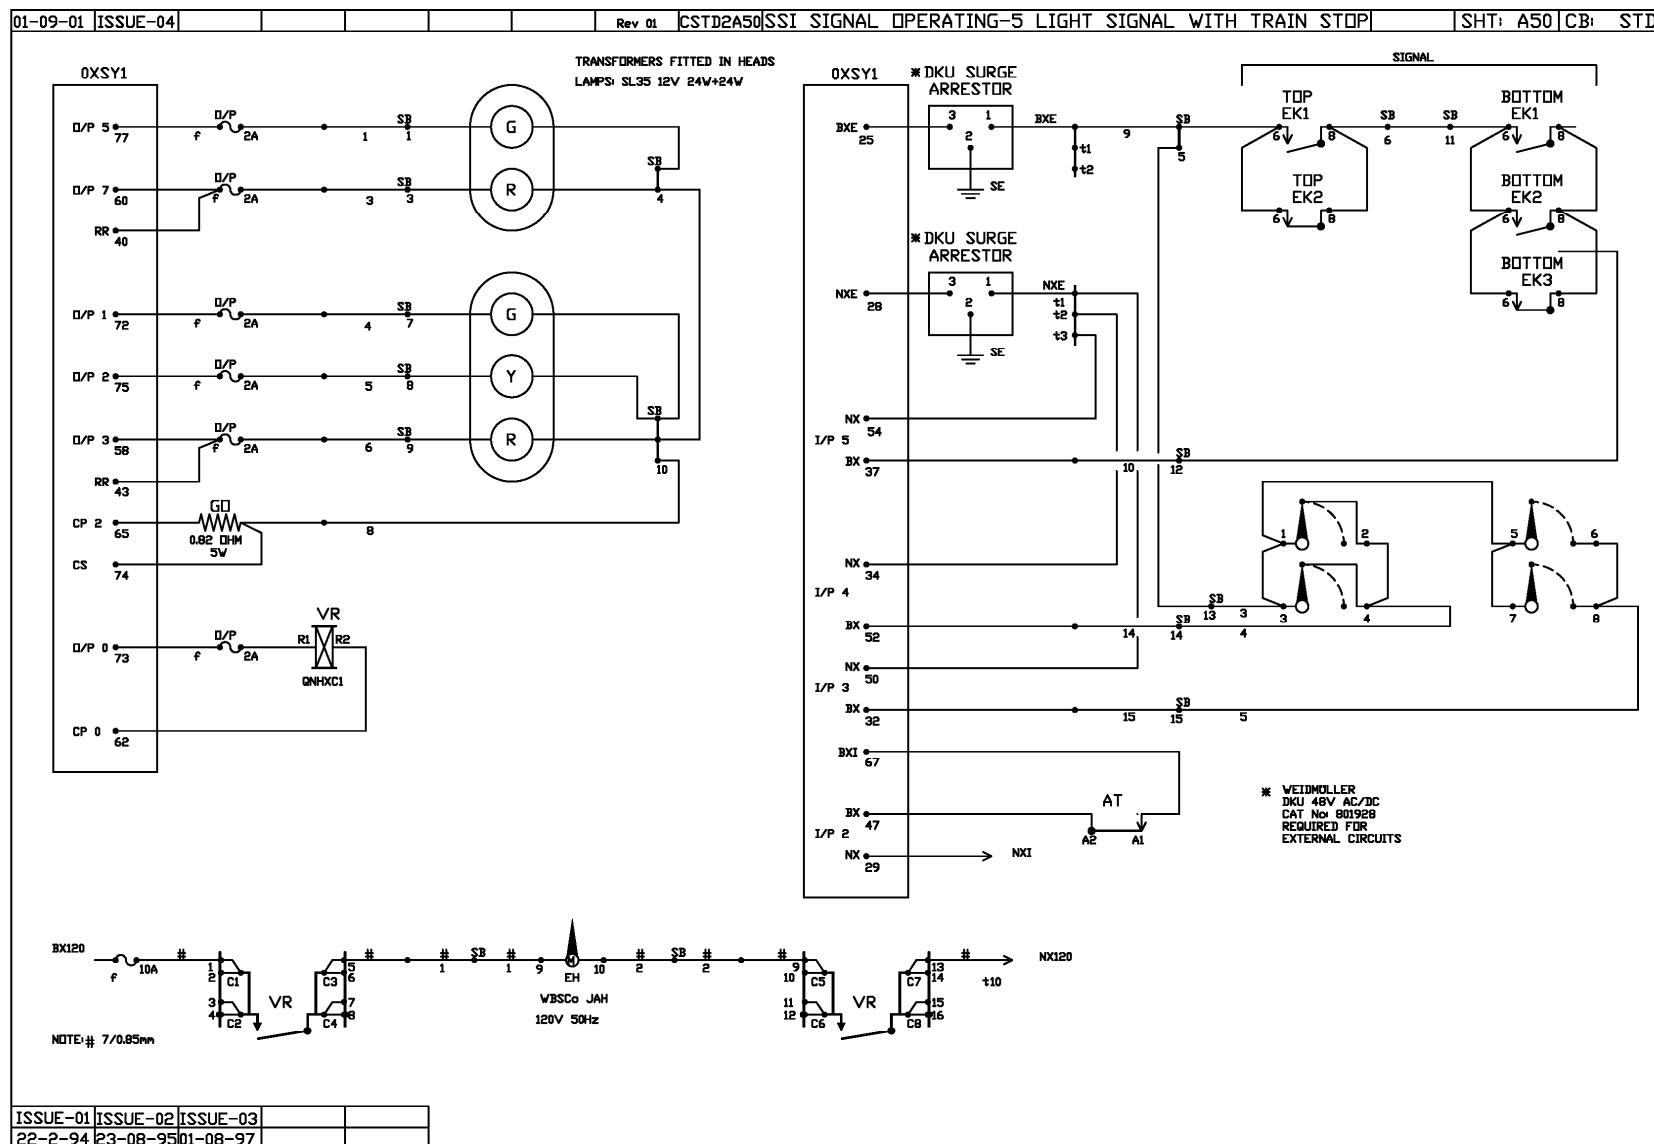 01-09-01 ISSUE-04 Rev 01 CSTD2A50 SSI SIGNAL OPERATING-5 LIGHT SIGNAL WITH TRAIN STOP SHT: A50 CB: STD
TRANSFORMERS FITTED IN HEADS
LAMPS: SL35 12V 24W+24W
0XSY1
O/P 5 77 f O/P 2A 1 SB 1 G
SB
O/P 7 60 f O/P 2A 3 SB 3 R 4
RR 40
O/P 1 72 f O/P 2A 4 SB 7 G
O/P 2 75 f O/P 2A 5 SB 8 Y
SB
O/P 3 58 f O/P 2A 6 SB 9 R 10
RR 43
CP 2 65 GO 8
0.82 OHM
5W
CS 74
VR
O/P 0 73 f O/P 2A R1 R2
QNHXC1
CP 0 62
0XSY1
* DKU SURGE
ARRESTOR
BXE 25 3 1 2 BXE 9 SB 5
t1
t2
SE
SIGNAL
TOP
EK1
6 8
SB 6
SB 11
BOTTOM
EK1
6 8
TOP
EK2
6 8
BOTTOM
EK2
6 8
BOTTOM
EK3
6 8
* DKU SURGE
ARRESTOR
NXE 28 3 1 2 NXE
t1
t2
t3
SE
NX 54
I/P 5
BX 37 10 SB 12
1 2 5 6
NX 34
I/P 4
SB 13 3 3 4 7 8
BX 52 14 SB 14 4
NX 50
I/P 3
BX 32 15 SB 15 5
BXI 67
AT
BX 47 A2 A1
I/P 2
NX 29 NXI
* WEIDMULLER
DKU 48V AC/DC
CAT No: 801928
REQUIRED FOR
EXTERNAL CIRCUITS
BX120 f 10A # 1 2 C1 C3 5 6 # # 1 SB # 1 9 M 10 # 2 SB # 2 # 9 10 C5 C7 13 14 # NX120
EH t10
3 4 C2 VR C4 7 8 11 12 C6 VR C8 15 16
WBSCo JAH
120V 50Hz
NOTE:# 7/0.85mm
ISSUE-01 ISSUE-02 ISSUE-03
22-2-94 23-08-95 01-08-97